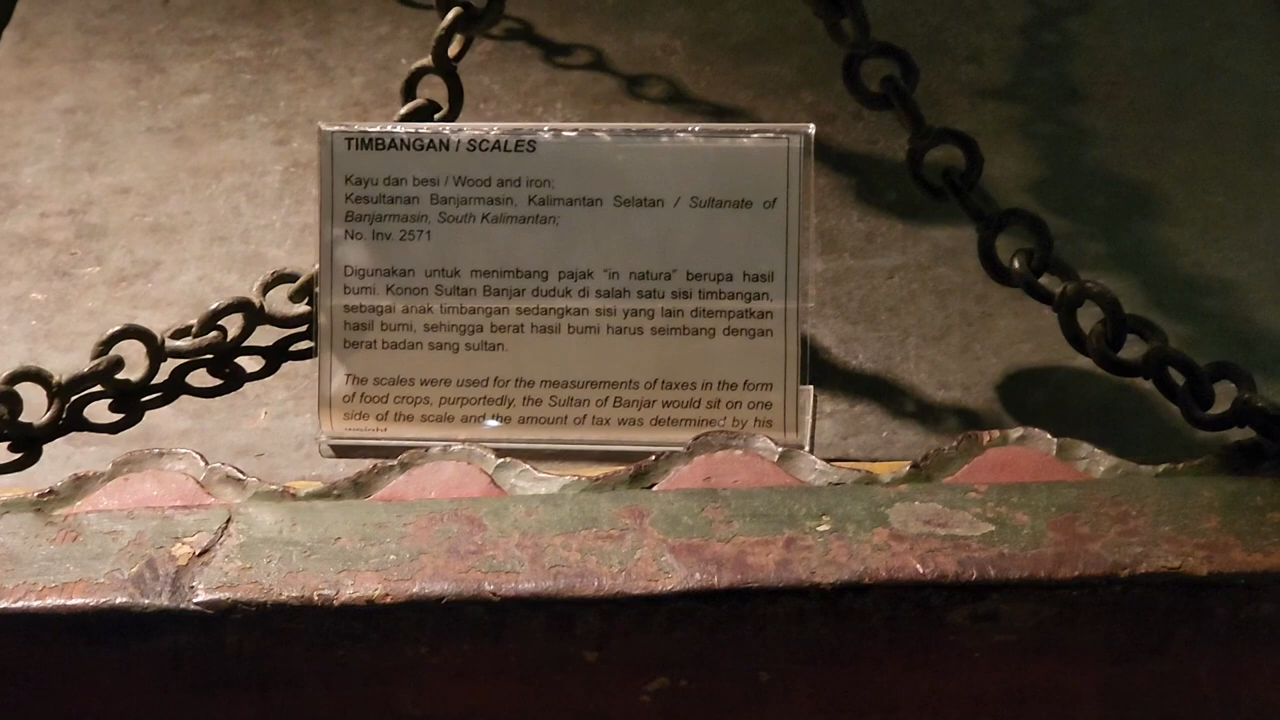 TIMBANGAN / SCALES
Kayu dan besi / Wood and iron;
Kesultanan Banjarmasin, Kalimantan Selatan / Sultanate of
Banjarmasin, South Kalimantan;
No. Inv. 2571
Digunakan untuk menimbang pajak “in natura” berupa hasil
bumi. Konon Sultan Banjar duduk di salah satu sisi timbangan,
sebagai anak timbangan sedangkan sisi yang lain ditempatkan
hasil bumi, sehingga berat hasil bumi harus seimbang dengan
berat badan sang sultan.
The scales were used for the measurements of taxes in the form
of food crops, purportedly, the Sultan of Banjar would sit on one
side of the scale and the amount of tax was determined by his